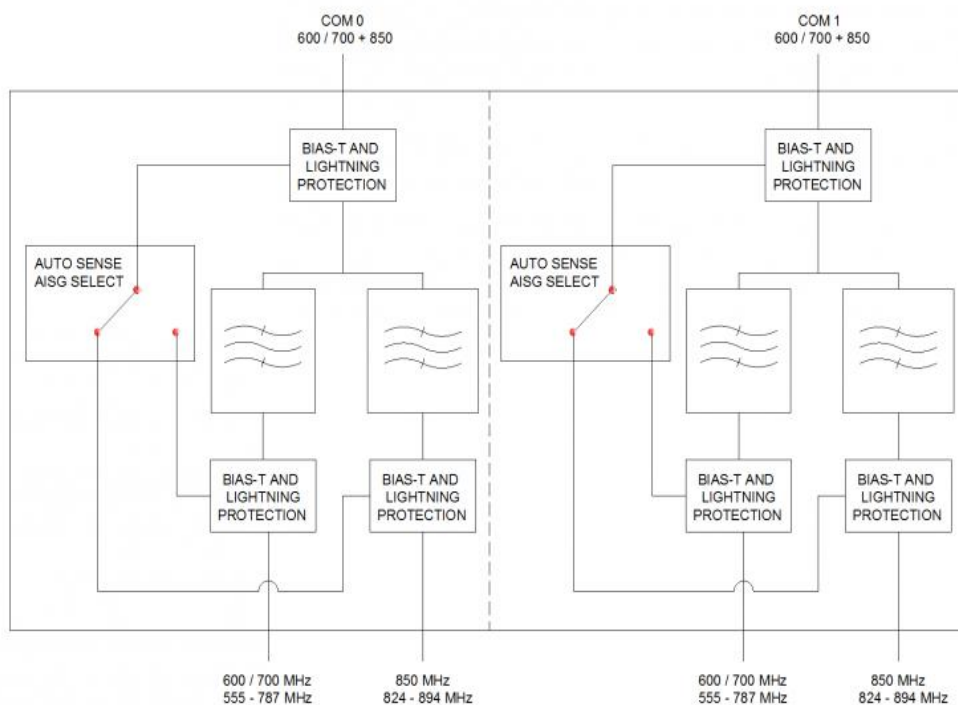 COM 0
600 / 700 + 850
COM 1
600 / 700 + 850
BIAS-T AND
LIGHTNING
PROTECTION
BIAS-T AND
LIGHTNING
PROTECTION
AUTO SENSE
AISG SELECT
AUTO SENSE
AISG SELECT
BIAS-T AND
LIGHTNING
PROTECTION
BIAS-T AND
LIGHTNING
PROTECTION
BIAS-T AND
LIGHTNING
PROTECTION
BIAS-T AND
LIGHTNING
PROTECTION
600 / 700 MHz
555 - 787 MHz
850 MHz
824 - 894 MHz
600 / 700 MHz
555 - 787 MHz
850 MHz
824 - 894 MHz